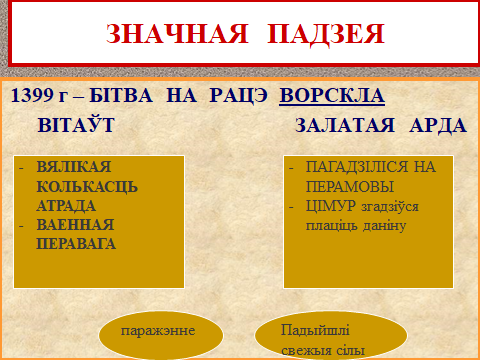 ЗНАЧНАЯ ПАДЗЕЯ
1399 г – БІТВА НА РАЦЭ ВОРСКЛА
ВІТАЎТ ЗАЛАТАЯ АРДА
- ВЯЛІКАЯ
КОЛЬКАСЦЬ
АТРАДА
- ВАЕННАЯ
ПЕРАВАГА
- ПАГАДЗІЛІСЯ НА
ПЕРАМОВЫ
- ЦІМУР згадзіўся
плаціць даніну
паражэнне
Падыйшлі
свежыя сілы